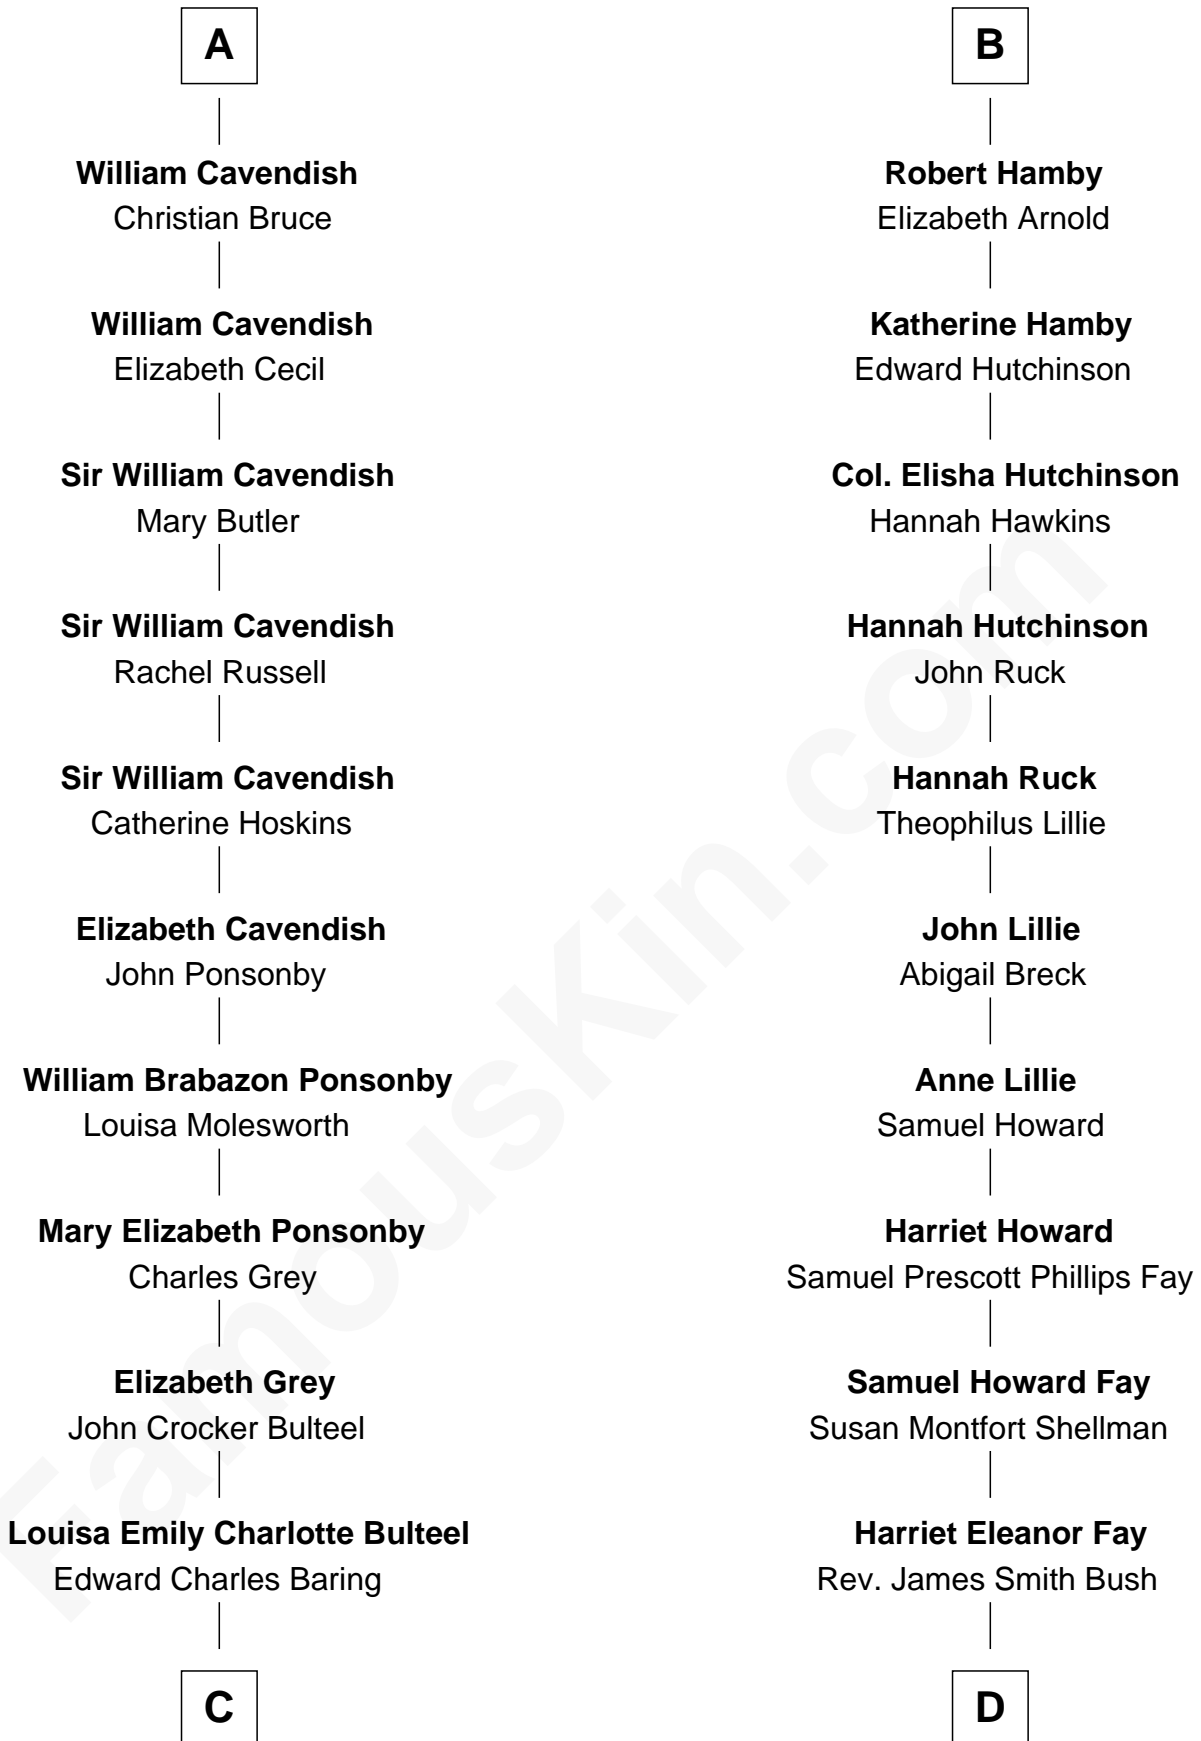 A
William Cavendish
Christian Bruce
William Cavendish
Elizabeth Cecil
Sir William Cavendish
Mary Butler
Sir William Cavendish
Rachel Russell
Sir William Cavendish
Catherine Hoskins
Elizabeth Cavendish
John Ponsonby
William Brabazon Ponsonby
Louisa Molesworth
Mary Elizabeth Ponsonby
Charles Grey
Elizabeth Grey
John Crocker Bulteel
Louisa Emily Charlotte Bulteel
Edward Charles Baring
C
B
Robert Hamby
Elizabeth Arnold
Katherine Hamby
Edward Hutchinson
Col. Elisha Hutchinson
Hannah Hawkins
Hannah Hutchinson
John Ruck
Hannah Ruck
Theophilus Lillie
John Lillie
Abigail Breck
Anne Lillie
Samuel Howard
Harriet Howard
Samuel Prescott Phillips Fay
Samuel Howard Fay
Susan Montfort Shellman
Harriet Eleanor Fay
Rev. James Smith Bush
D
FamousKin.com